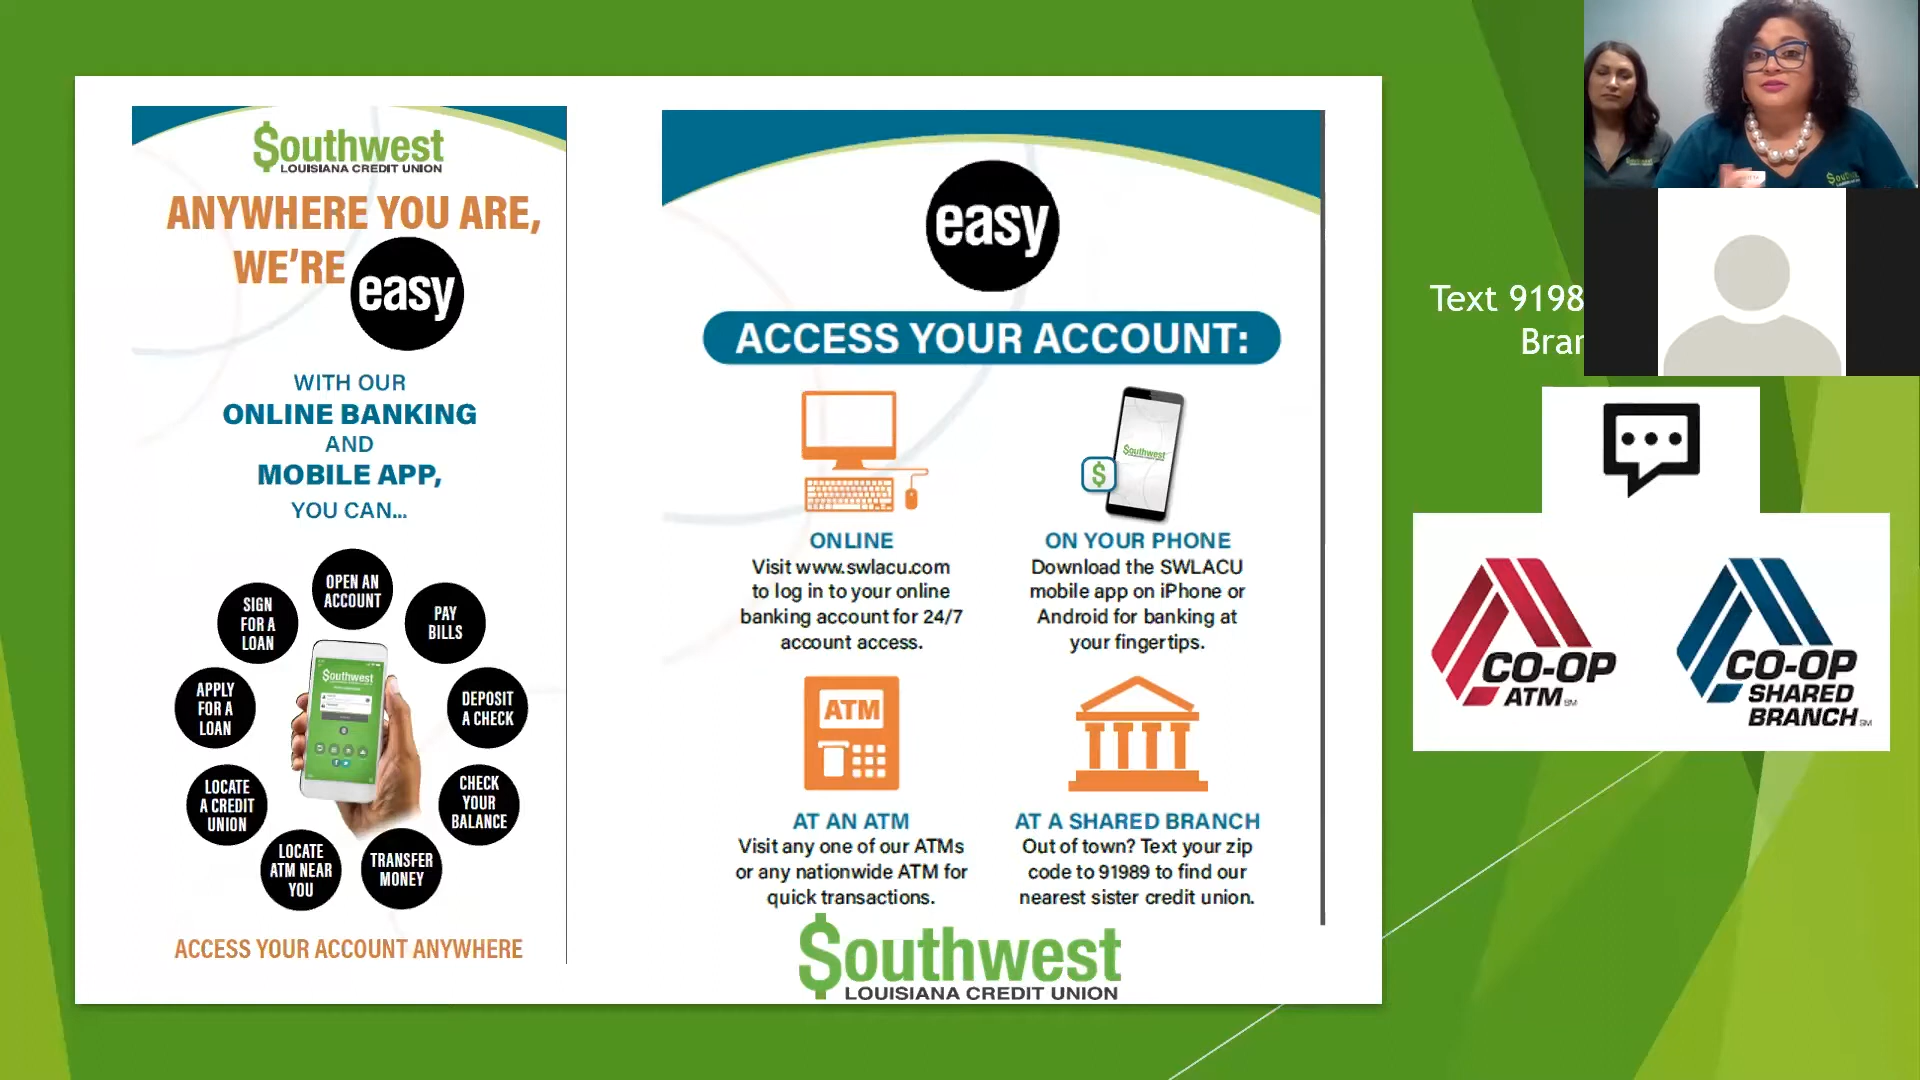 $outhwest
LOUISIANA CREDIT UNION
ANYWHERE YOU ARE,
WE'RE easy
WITH OUR
ONLINE BANKING
AND
MOBILE APP,
YOU CAN...
OPEN AN
ACCOUNT
SIGN
FOR A
LOAN
PAY
BILLS
APPLY
FOR A
LOAN
DEPOSIT
A CHECK
LOCATE
A CREDIT
UNION
CHECK
YOUR
BALANCE
LOCATE
ATM NEAR
YOU
TRANSFER
MONEY
$outhwest
ACCESS YOUR ACCOUNT ANYWHERE
easy
ACCESS YOUR ACCOUNT:
$outhwest
$
ONLINE
Visit www.swlacu.com
to log in to your online
banking account for 24/7
account access.
ON YOUR PHONE
Download the SWLACU
mobile app on iPhone or
Android for banking at
your fingertips.
ATM
AT AN ATM
Visit any one of our ATMs
or any nationwide ATM for
quick transactions.
AT A SHARED BRANCH
Out of town? Text your zip
code to 91989 to find our
nearest sister credit union.
$outhwest
LOUISIANA CREDIT UNION
Text 9198
Bran
CO-OP
ATM SM
CO-OP
SHARED
BRANCH SM